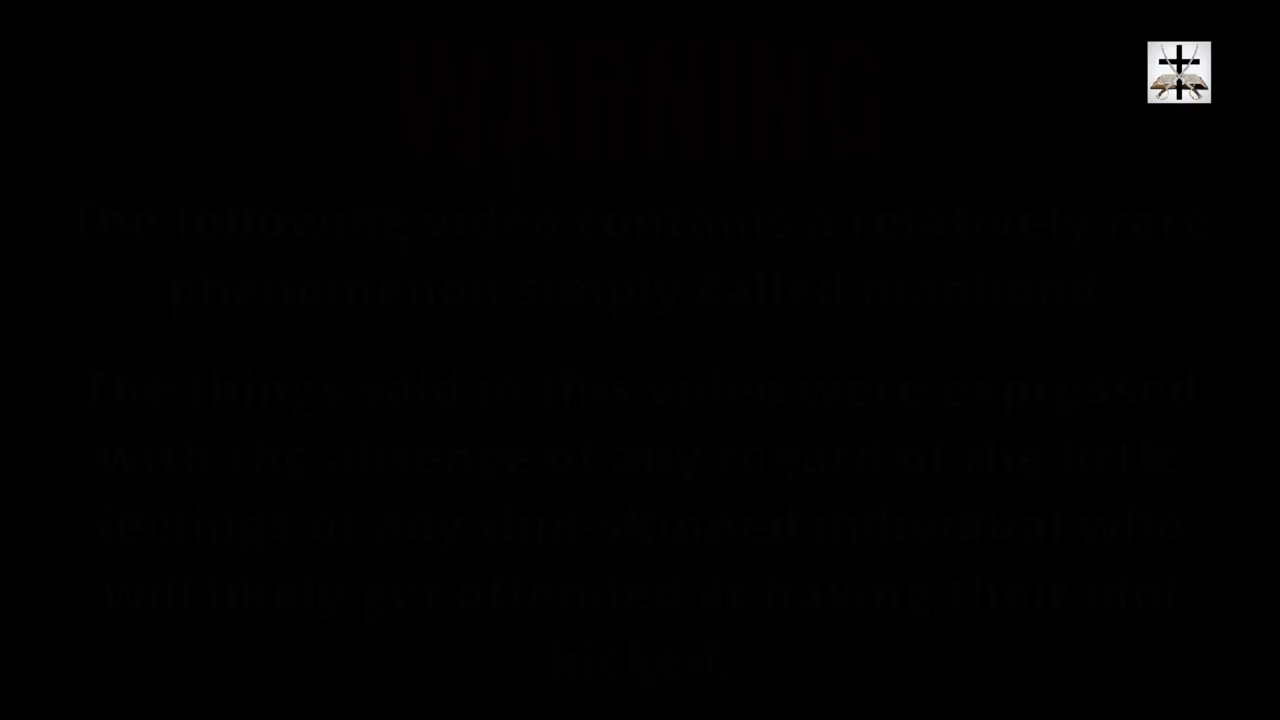 WARNING
The following video contains a relatively rare
phenomenon simply called manhood.
The things said in this video were expressed
with the absence of any regard of the little
feelings of any thin-skinned individual who
will likely get offended at having their idol
kicked.